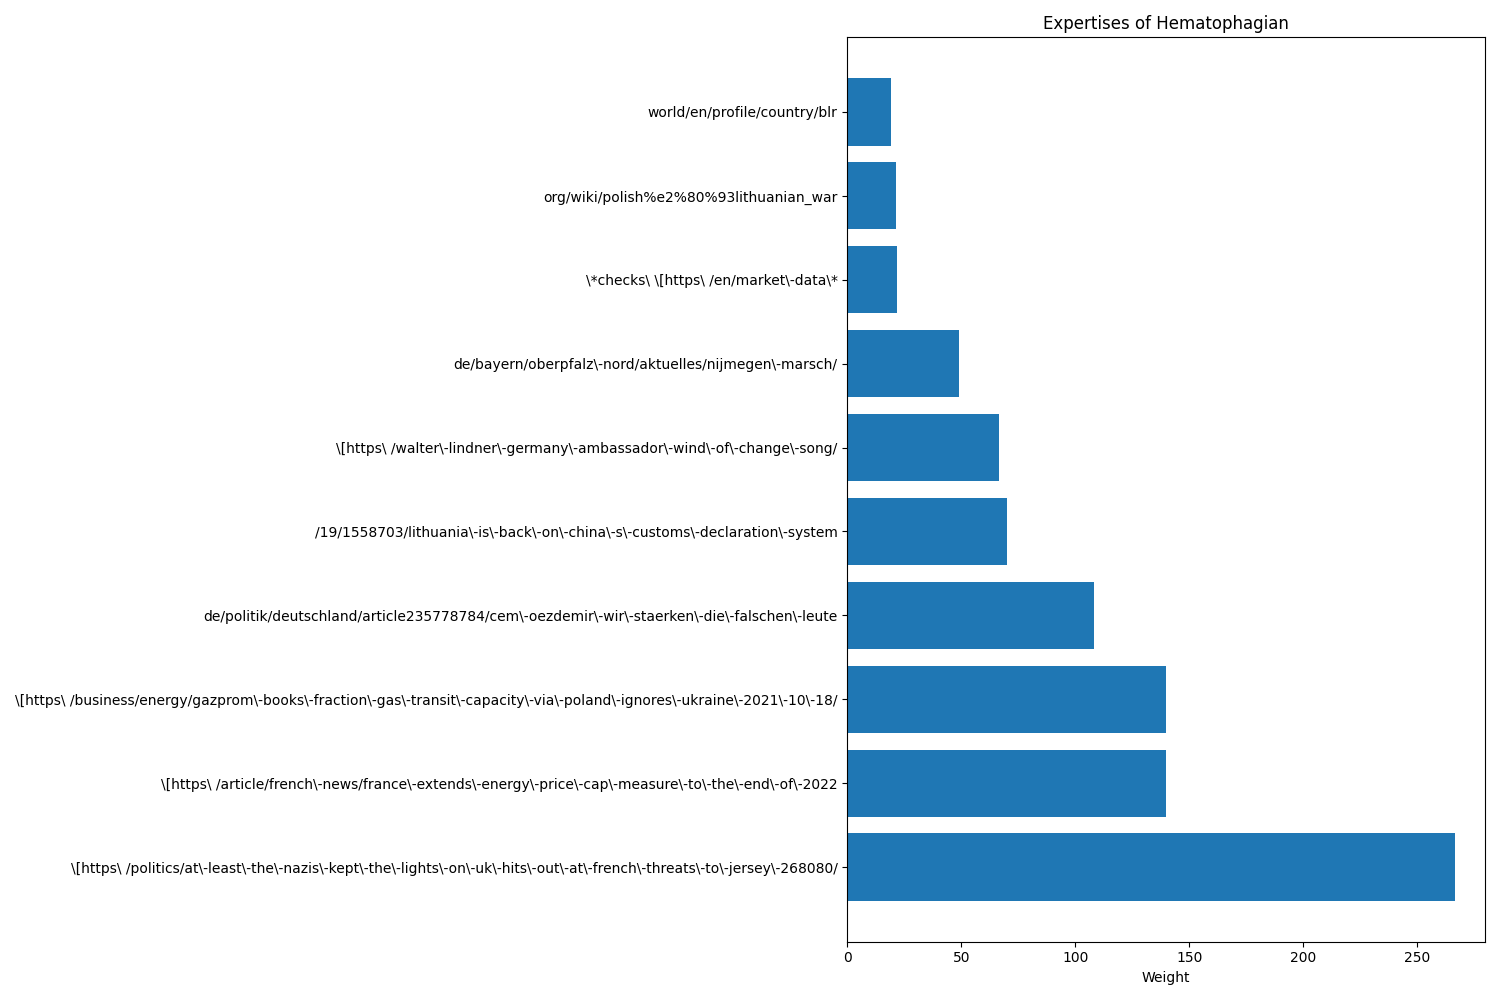 Expertises of Hematophagian
world/en/profile/country/blr
org/wiki/polish%e2%80%93lithuanian_war
\*checks\ \[https\ /en/market\-data\*
de/bayern/oberpfalz\-nord/aktuelles/nijmegen\-marsch/
\[https\ /walter\-lindner\-germany\-ambassador\-wind\-of\-change\-song/
/19/1558703/lithuania\-is\-back\-on\-china\-s\-customs\-declaration\-system
de/politik/deutschland/article235778784/cem\-oezdemir\-wir\-staerken\-die\-falschen\-leute
\[https\ /business/energy/gazprom\-books\-fraction\-gas\-transit\-capacity\-via\-poland\-ignores\-ukraine\-2021\-10\-18/
\[https\ /article/french\-news/france\-extends\-energy\-price\-cap\-measure\-to\-the\-end\-of\-2022
\[https\ /politics/at\-least\-the\-nazis\-kept\-the\-lights\-on\-uk\-hits\-out\-at\-french\-threats\-to\-jersey\-268080/
0 50 100 150 200 250
Weight